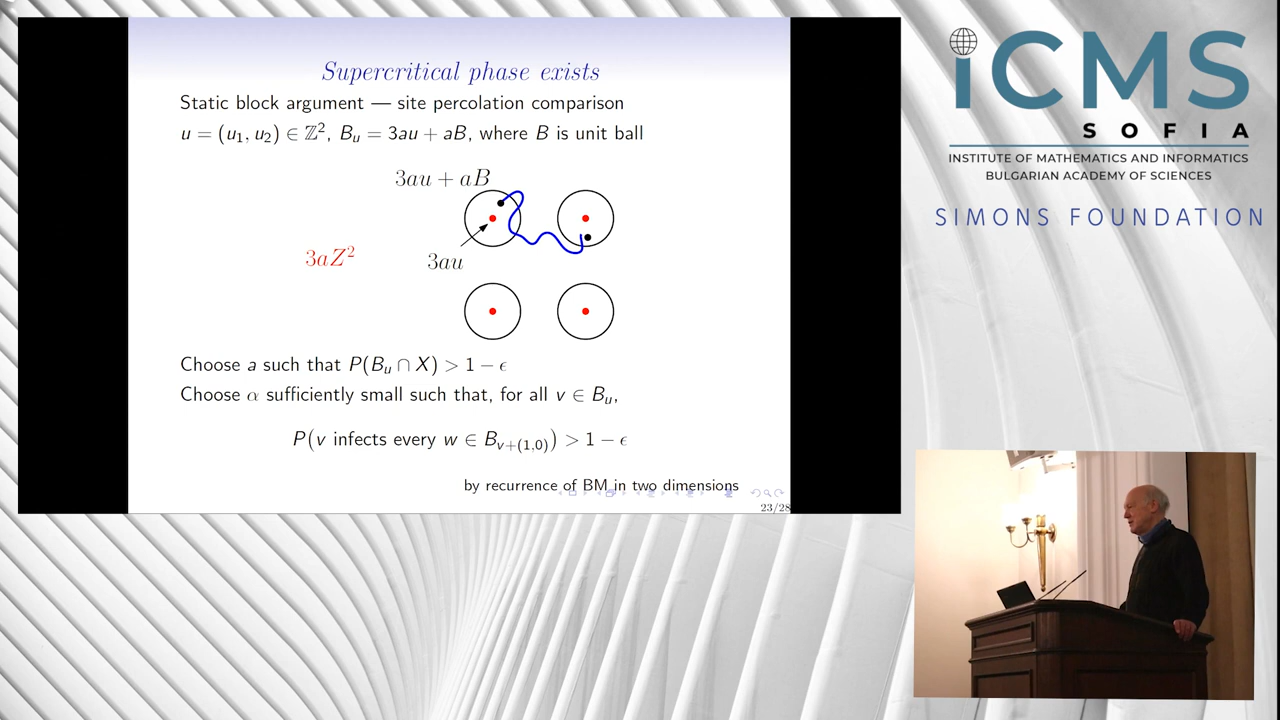 Supercritical phase exists
Static block argument — site percolation comparison
u = (u₁, u₂) ∈ ℤ², Bᵤ = 3au + aB, where B is unit ball
3au + aB
3aZ²
3au
Choose a such that P(Bᵤ ∩ X) > 1 − ϵ
Choose α sufficiently small such that, for all v ∈ Bᵤ,
P(v infects every w ∈ B_{v+(1,0)}) > 1 − ϵ
by recurrence of BM in two dimensions
23/28
iCMS
SOFIA
INSTITUTE OF MATHEMATICS AND INFORMATICS
BULGARIAN ACADEMY OF SCIENCES
SIMONS FOUNDATION